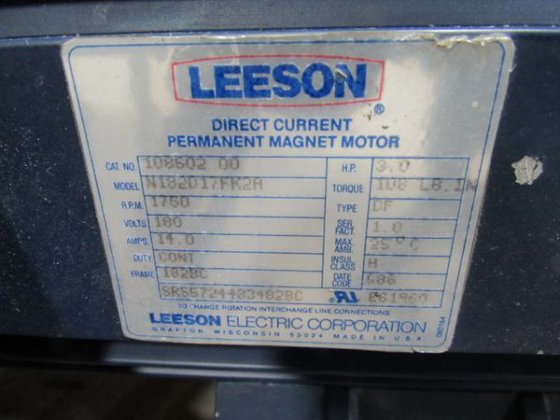 LEESON
®
DIRECT CURRENT
PERMANENT MAGNET MOTOR
CAT. NO. 108502 00 H.P. 3.0
MODEL N182D17FK2A TORQUE 108 LB.IN
R.P.M. 1750 TYPE DF
VOLTS 180 SER. FACT. 1.0
AMPS 14.0 MAX. AMB. 25°C
DUTY CONT INSUL CLASS H
FRAME 182BC DATE CODE
TO CHANGE ROTATION INTERCHANGE LINE CONNECTIONS
LEESON ELECTRIC CORPORATION
GRAFTON, WISCONSIN 53024 MADE IN U.S.A.